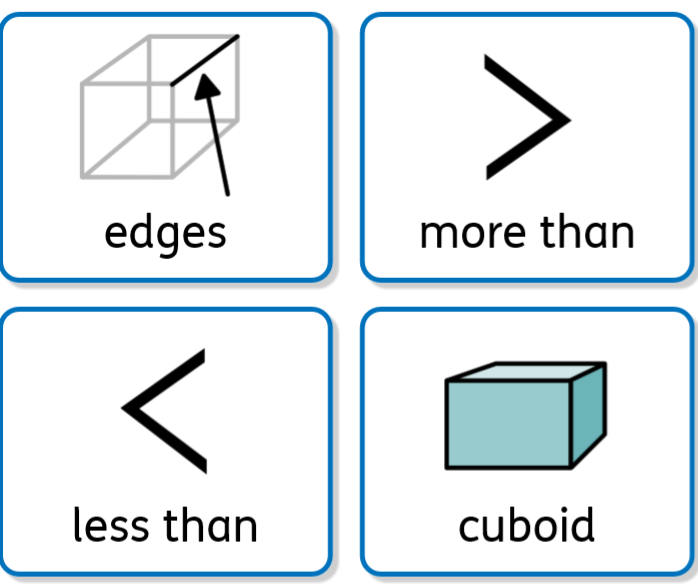 edges
more than
less than
cuboid